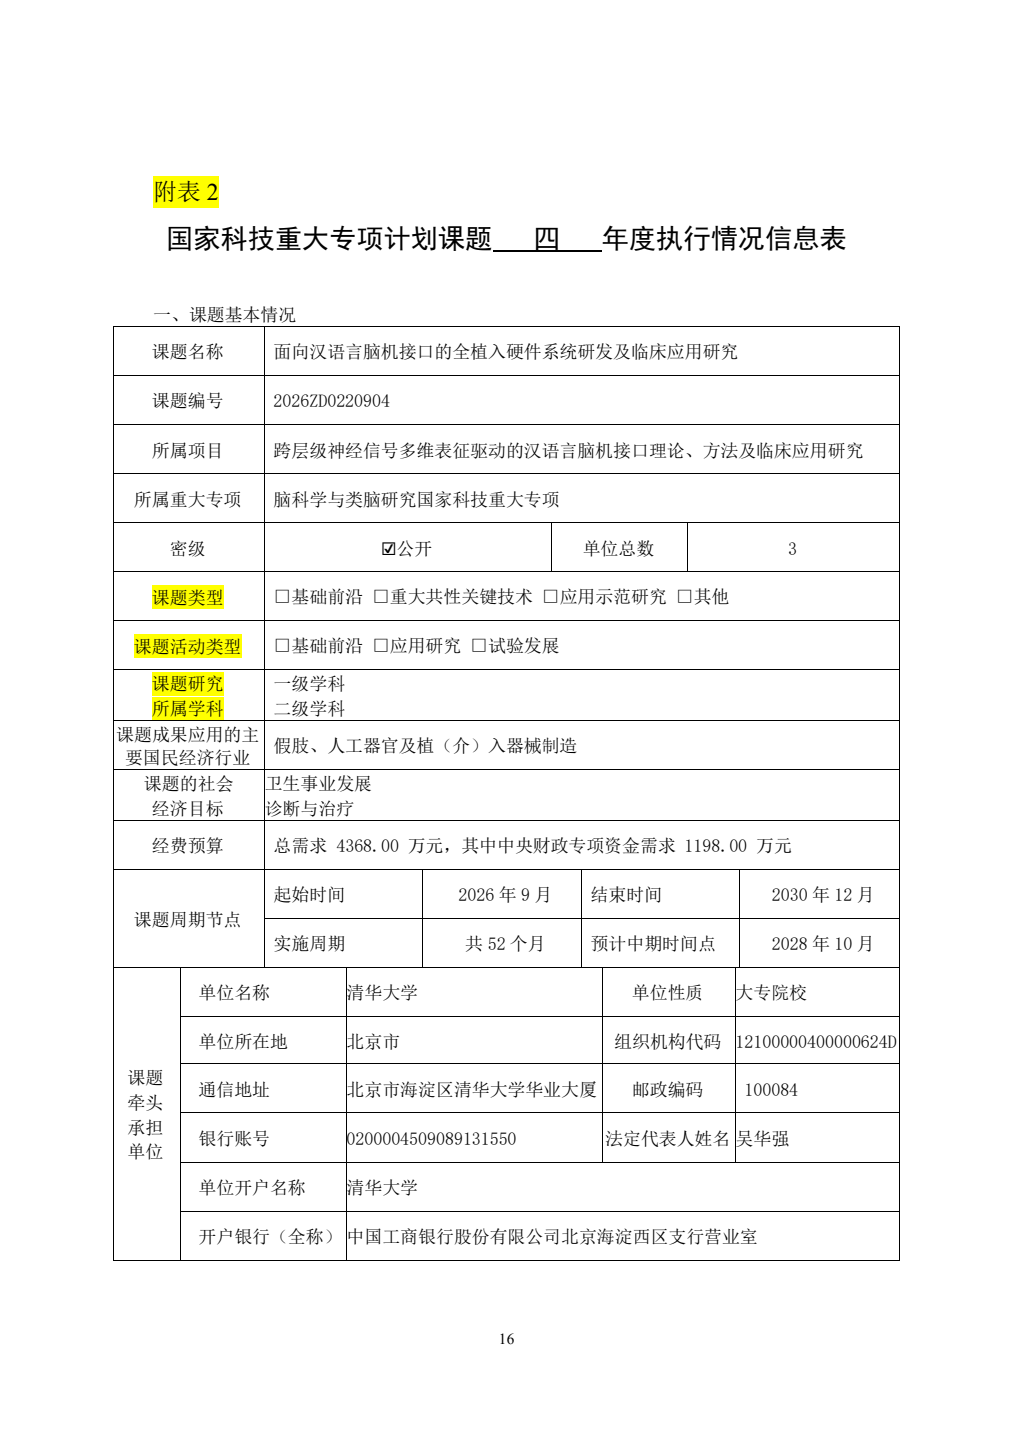 附表 2
国家科技重大专项计划课题 四 年度执行情况信息表
一、课题基本情况
课题名称 面向汉语言脑机接口的全植入硬件系统研发及临床应用研究
课题编号 2026ZD0220904
所属项目 跨层级神经信号多维表征驱动的汉语言脑机接口理论、方法及临床应用研究
所属重大专项 脑科学与类脑研究国家科技重大专项
密级 ☑公开 单位总数 3
课题类型 □基础前沿 □重大共性关键技术 □应用示范研究 □其他
课题活动类型 □基础前沿 □应用研究 □试验发展
课题研究 一级学科
所属学科 二级学科
课题成果应用的主
要国民经济行业 假肢、人工器官及植（介）入器械制造
课题的社会 卫生事业发展
经济目标 诊断与治疗
经费预算 总需求 4368.00 万元，其中中央财政专项资金需求 1198.00 万元
课题周期节点 起始时间 2026 年 9 月 结束时间 2030 年 12 月
实施周期 共 52 个月 预计中期时间点 2028 年 10 月
课题
牵头
承担
单位
单位名称 清华大学 单位性质 大专院校
单位所在地 北京市 组织机构代码 12100000400000624D
通信地址 北京市海淀区清华大学华业大厦 邮政编码 100084
银行账号 0200004509089131550 法定代表人姓名 吴华强
单位开户名称 清华大学
开户银行（全称） 中国工商银行股份有限公司北京海淀西区支行营业室
16